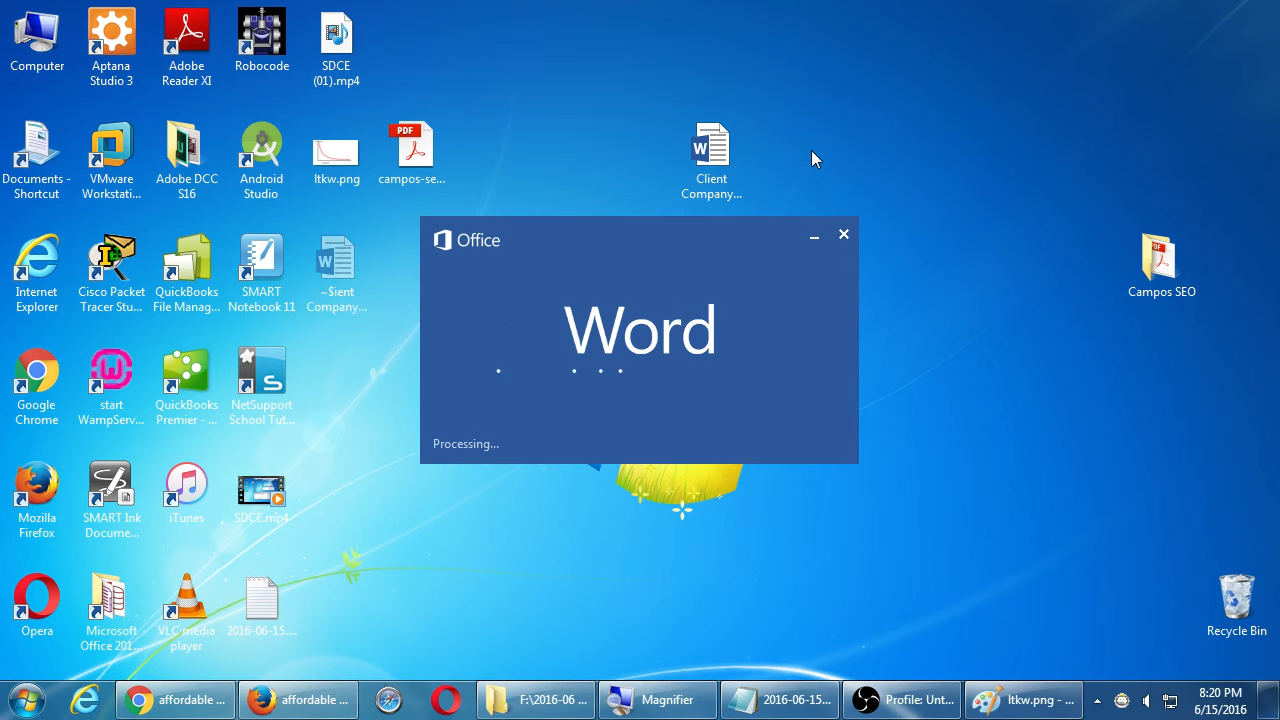 Computer
Aptana
Studio 3
Adobe
Reader XI
Robocode
SDCE
(01).mp4
Documents -
Shortcut
VMware
Workstati...
Adobe DCC
S16
Android
Studio
ltkw.png
PDF
campos-se...
W
Client
Company...
Internet
Explorer
Cisco Packet
Tracer Stu...
QuickBooks
File Manag...
SMART
Notebook 11
W
~$ient
Company...
Office
Word
Processing...
PDF
Campos SEO
Google
Chrome
start
WampServ...
QuickBooks
Premier - ...
NetSupport
School Tut...
Mozilla
Firefox
SMART Ink
Docume...
iTunes
SDCE.mp4
Opera
Microsoft
Office 201...
VLC media
player
2016-06-15....
Recycle Bin
affordable ...
affordable ...
F:\2016-06 ...
Magnifier
2016-06-15...
Profile: Unt...
ltkw.png - ...
8:20 PM
6/15/2016